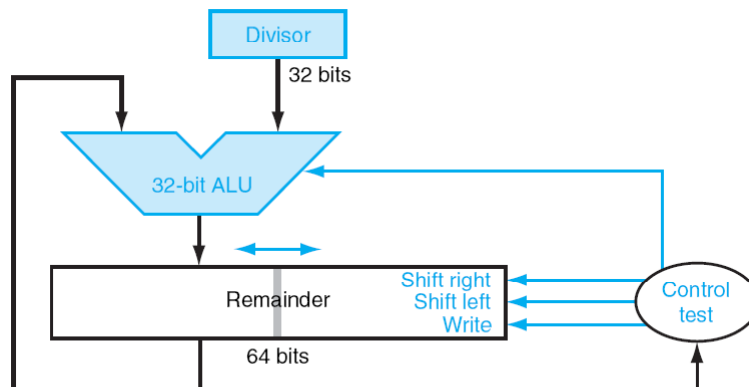 Divisor
32 bits
32-bit ALU
Shift right
Remainder
Shift left
Write
Control
test
64 bits